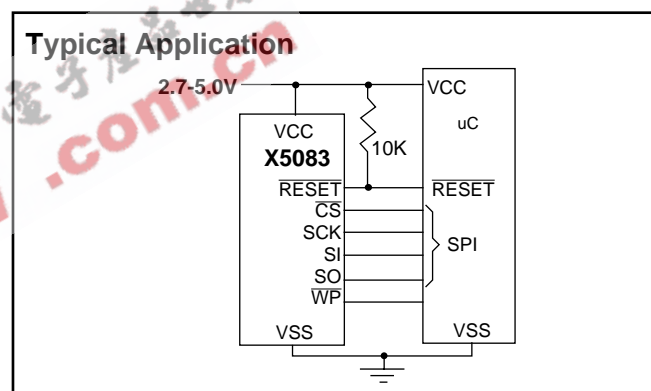 Typical Application
2.7-5.0V
VCC
uC
VCC
X5083
10K
RESET
RESET
CS
SCK
SI
SPI
SO
WP
VSS
VSS
.com.cn